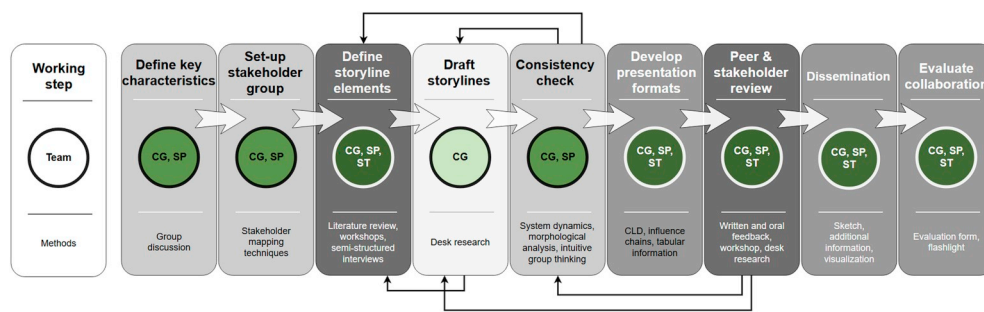 Working
step
Team
Methods
Define key
characteristics
CG, SP
Group
discussion
Set-up
stakeholder
group
CG, SP
Stakeholder
mapping
techniques
Define
storyline
elements
CG, SP,
ST
Literature review,
workshops,
semi-structured
interviews
Draft
storylines
CG
Desk research
Consistency
check
CG, SP
System dynamics,
morphological
analysis, intuitive
group thinking
Develop
presentation
formats
CG, SP,
ST
CLD, influence
chains, tabular
information
Peer &
stakeholder
review
CG, SP,
ST
Written and oral
feedback,
workshop, desk
research
Dissemination
CG, SP,
ST
Sketch,
additional
information,
visualization
Evaluate
collaboration
CG, SP,
ST
Evaluation form,
flashlight